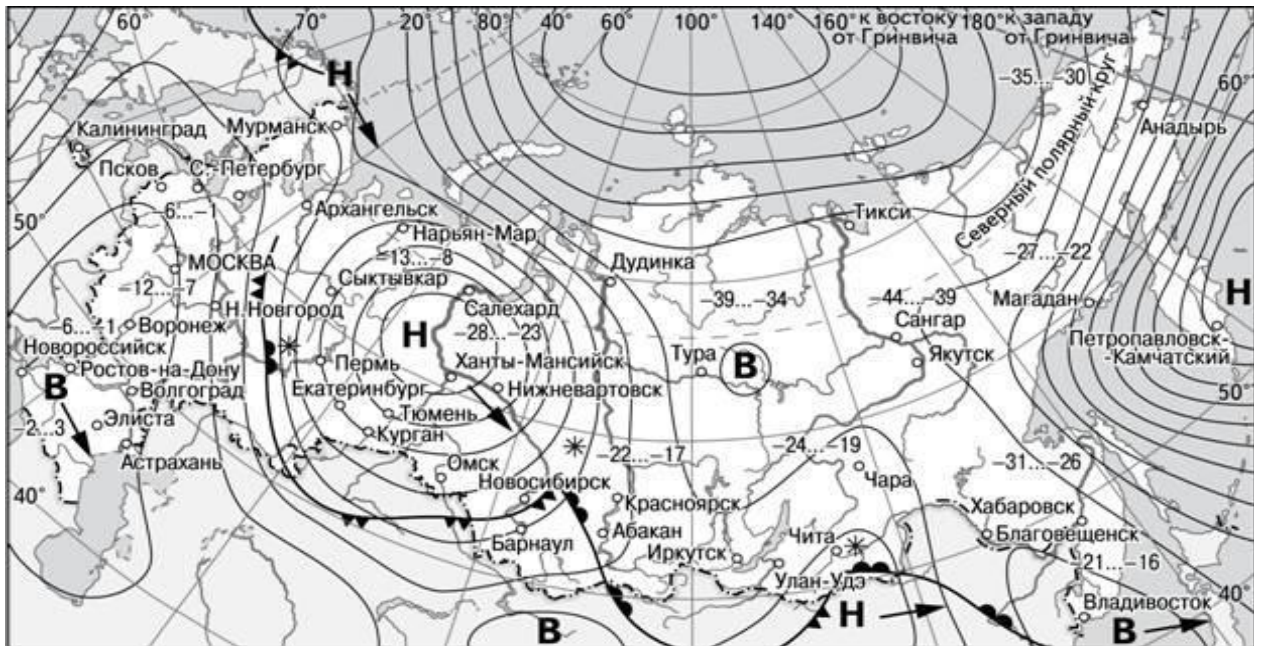 60°
70°
20°
80°
40°
60°
100°
140°
160°
к востоку
от Гринвича
180°
к западу
от Гринвича
Н
–35...–30
60°
Северный полярный круг
Калининград
Мурманск
Анадырь
Псков
С.-Петербург
–6...–1
Архангельск
Тикси
50°
Нарьян-Мар
–13...–8
МОСКВА
Сыктывкар
Дудинка
–27...–22
–12...–7
Салехард
–39...–34
–44...–39
Магадан
Н
Н.Новгород
Н
–28...–23
Сангар
–6...–1
Воронеж
Петропавловск-
-Камчатский
Новороссийск
Пермь
Ханты-Мансийск
Тура
В
Якутск
Ростов-на-Дону
В
Екатеринбург
Нижневартовск
50°
Волгоград
Тюмень
–2...3
Элиста
Курган
–22...–17
–24...–19
Астрахань
Омск
Чара
–31...–26
40°
Новосибирск
Красноярск
Хабаровск
Барнаул
Абакан
Иркутск
Чита
Благовещенск
–21...–16
Улан-Удэ
40°
В
Н
Владивосток
В